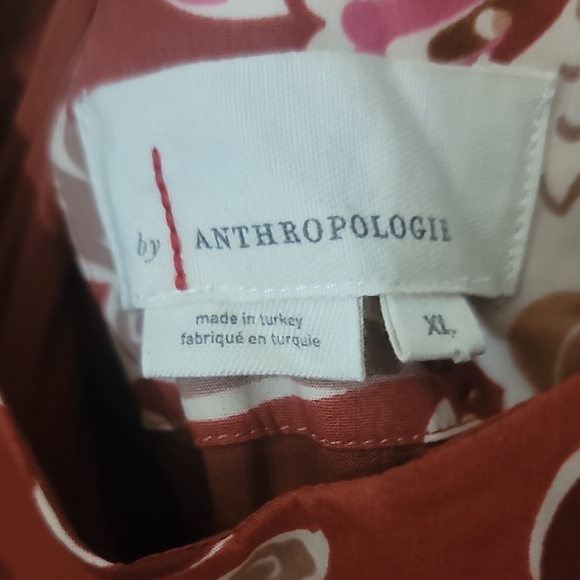 by ANTHROPOLOGIE
made in turkey
fabriqué en turquie
XL